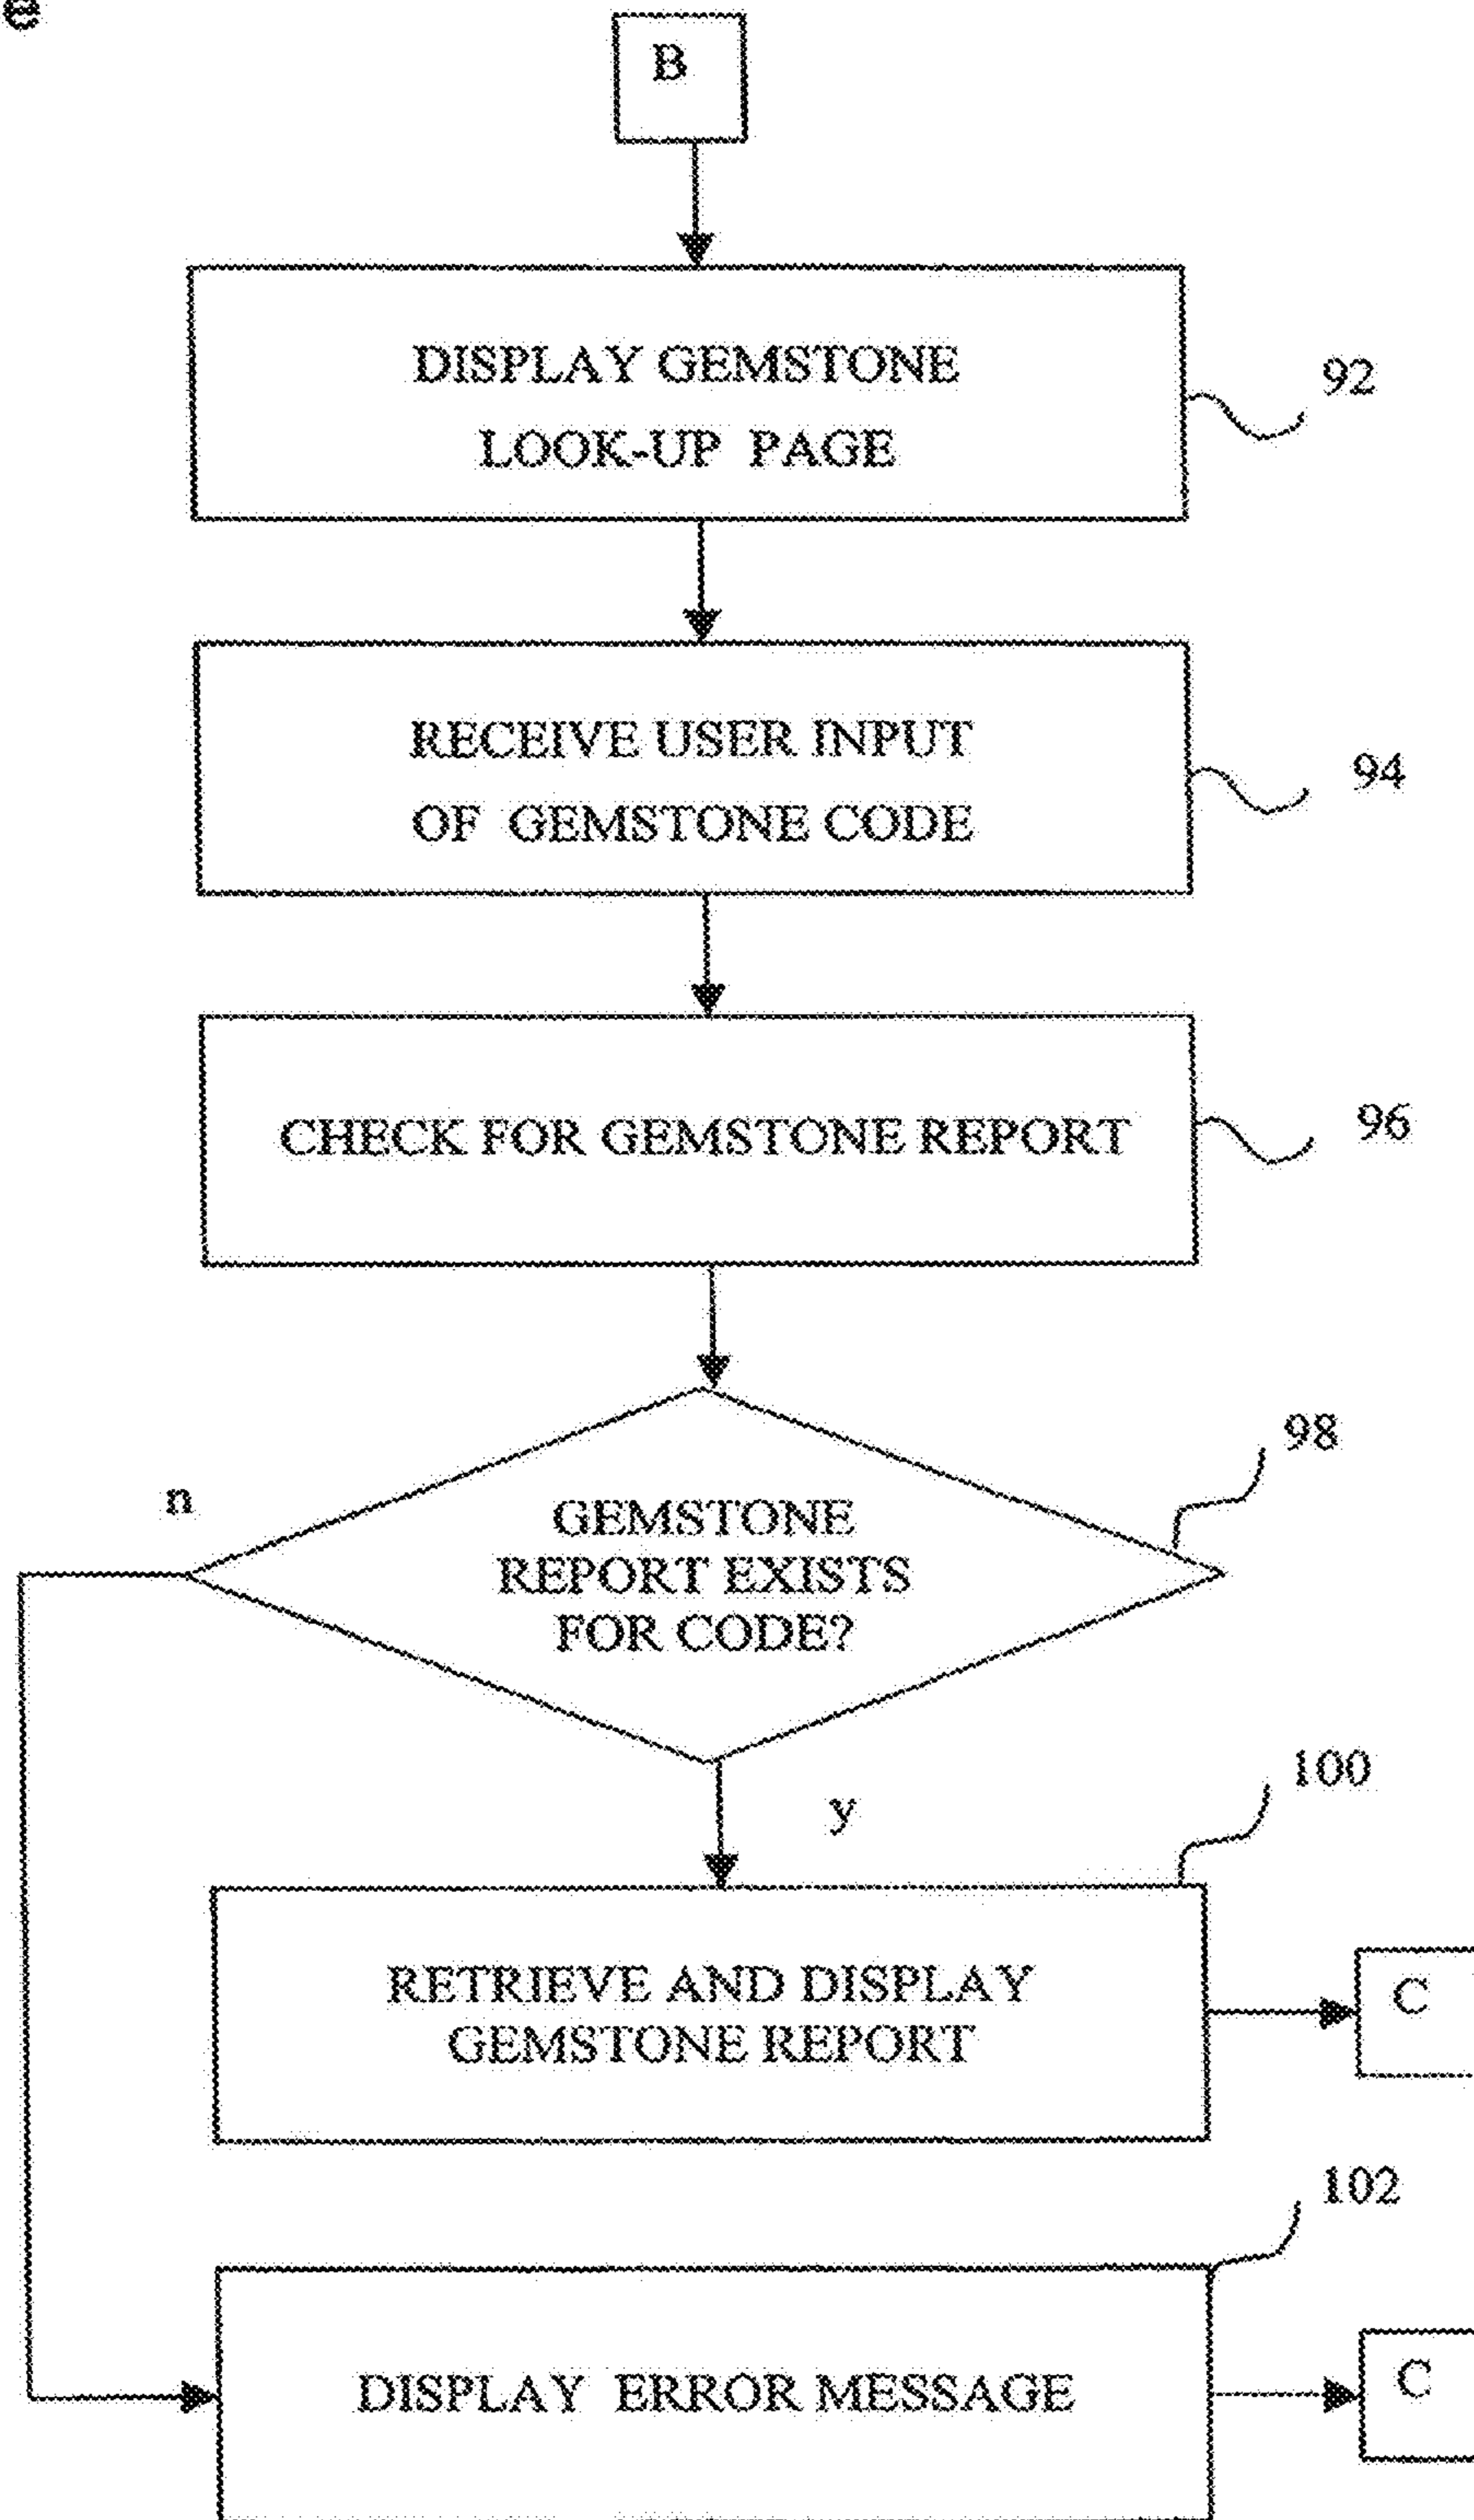 e
B
DISPLAY GEMSTONE
LOOK-UP PAGE
92
RECEIVE USER INPUT
OF GEMSTONE CODE
94
CHECK FOR GEMSTONE REPORT
96
98
n
GEMSTONE
REPORT EXISTS
FOR CODE?
y
100
RETRIEVE AND DISPLAY
GEMSTONE REPORT
C
102
DISPLAY ERROR MESSAGE
C